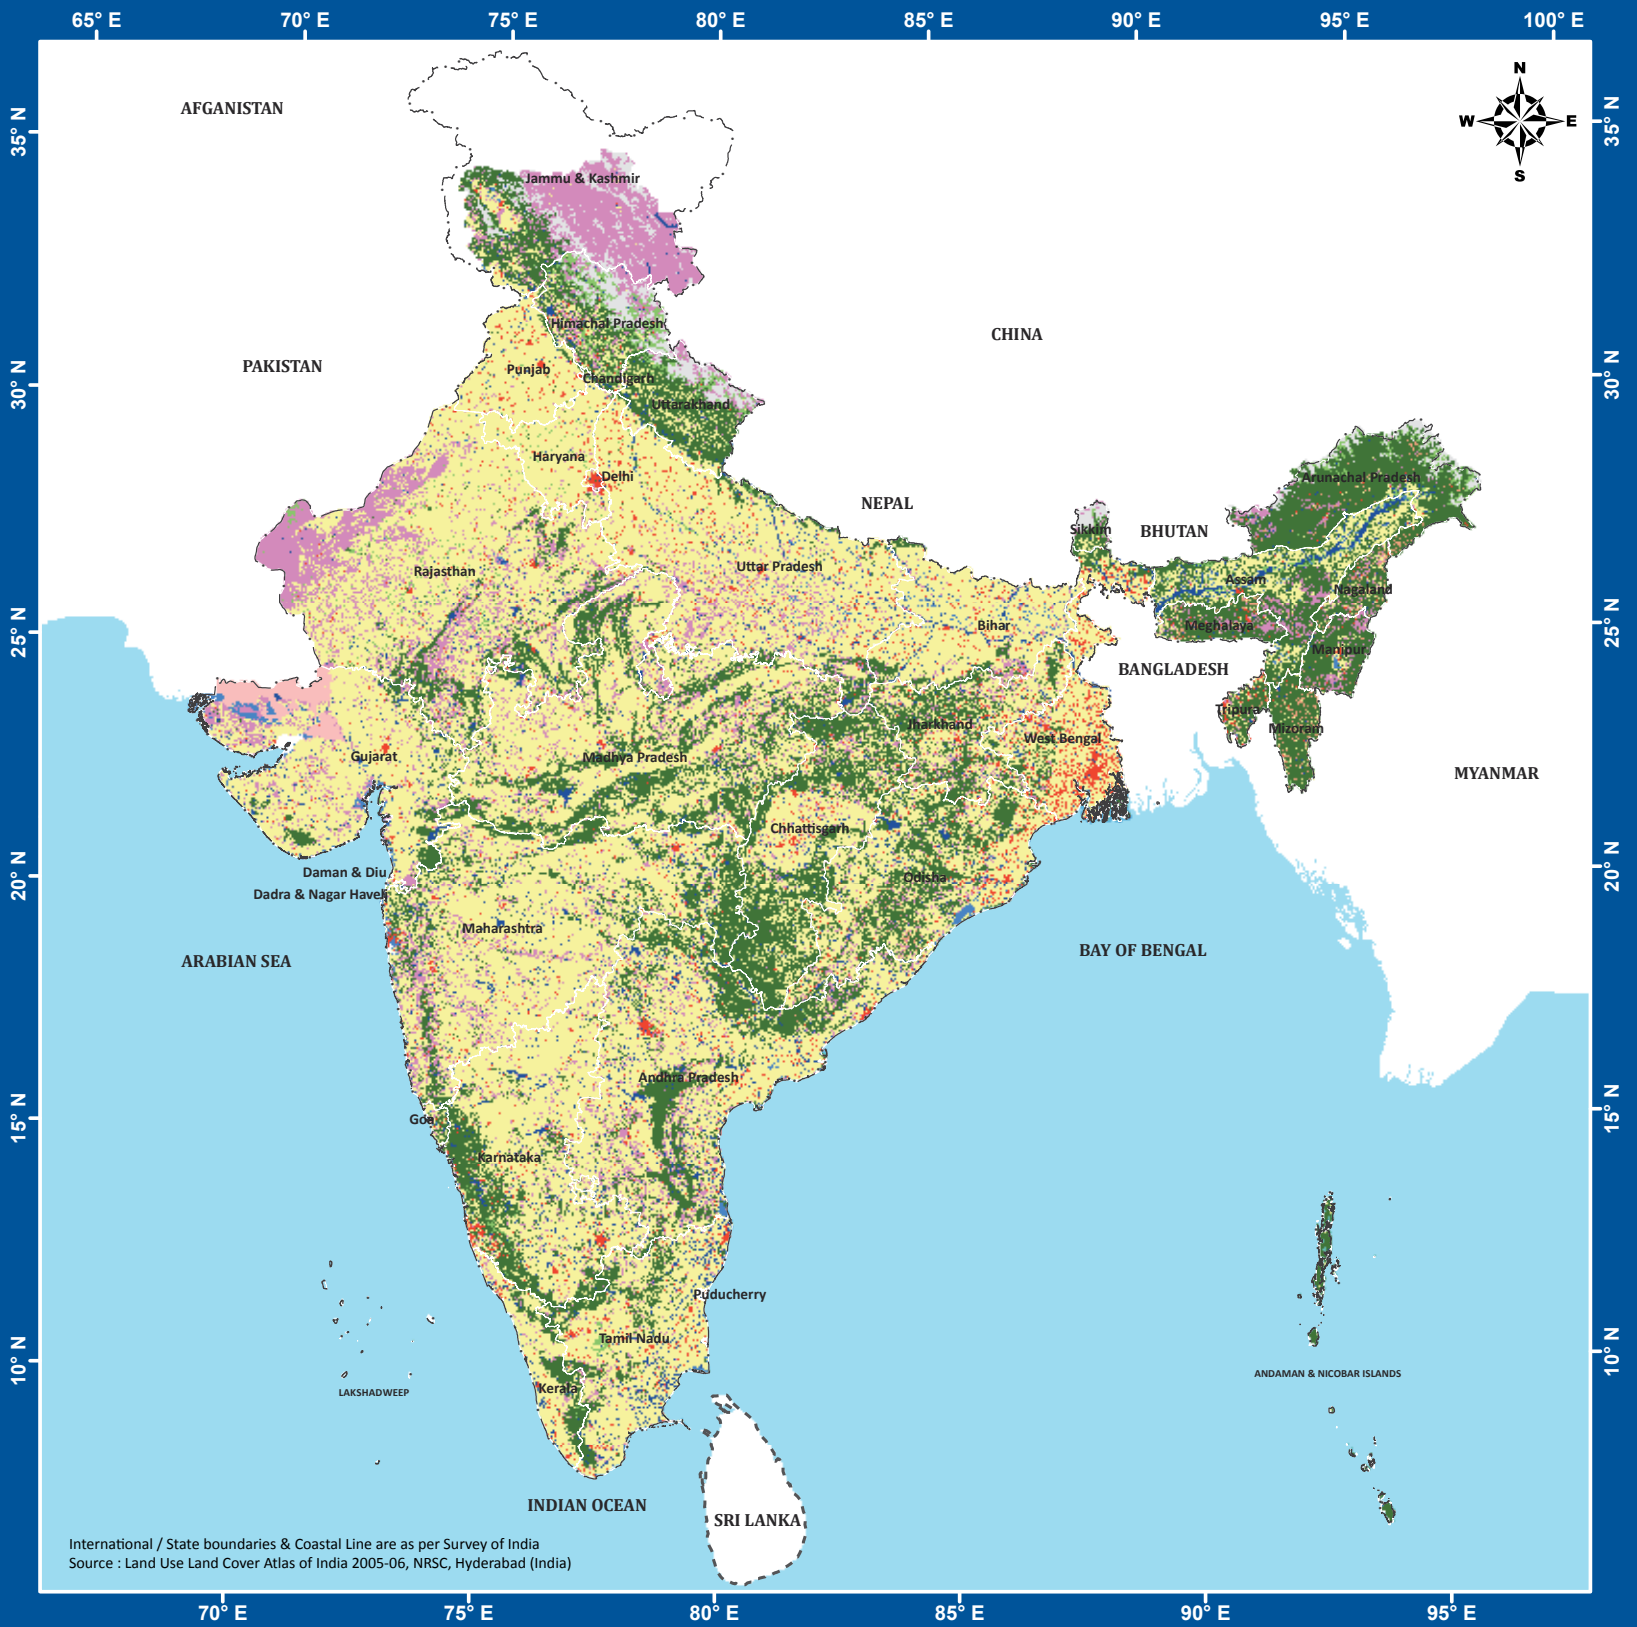 65° E 70° E 75° E 80° E 85° E 90° E 95° E 100° E
N
W E
S
AFGANISTAN
35° N 35° N
Jammu & Kashmir
Himachal Pradesh
CHINA
PAKISTAN
Punjab
Chandigarh
30° N 30° N
Uttarakhand
Haryana
Delhi
Arunachal Pradesh
NEPAL
Sikkim
BHUTAN
Rajasthan
Uttar Pradesh
Assam
Nagaland
25° N 25° N
Bihar
Meghalaya
Manipur
BANGLADESH
Tripura
Jharkhand
Mizoram
West Bengal
Gujarat
Madhya Pradesh
MYANMAR
Chhattisgarh
Daman & Diu
20° N 20° N
Odisha
Dadra & Nagar Haveli
Maharashtra
ARABIAN SEA
BAY OF BENGAL
Andhra Pradesh
15° N 15° N
Goa
Karnataka
Puducherry
Tamil Nadu
10° N 10° N
ANDAMAN & NICOBAR ISLANDS
Kerala
LAKSHADWEEP
INDIAN OCEAN
SRI LANKA
International / State boundaries & Coastal Line are as per Survey of India
Source : Land Use Land Cover Atlas of India 2005-06, NRSC, Hyderabad (India)
70° E 75° E 80° E 85° E 90° E 95° E